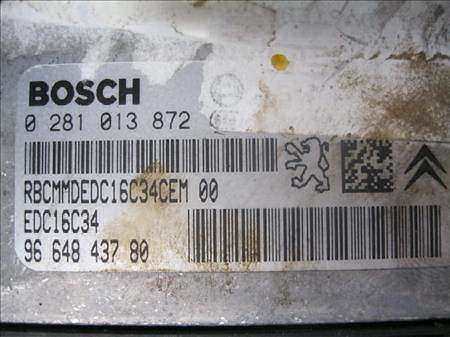 BOSCH
0 281 013 872
RBCMMDEDC16C34CEM 00
EDC16C34
96 648 437 80